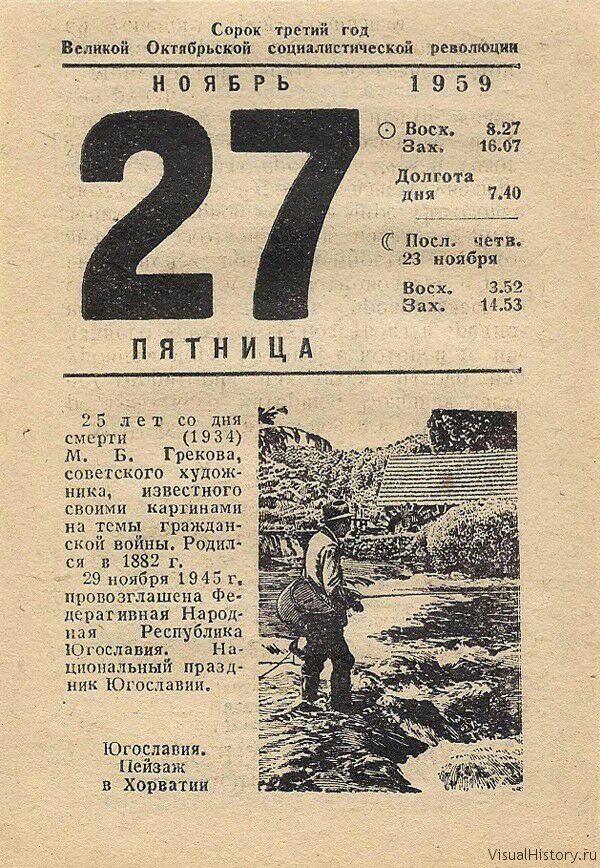 Сорок третий год
Великой Октябрьской социалистической революции
НОЯБРЬ 1959
27
Восх. 8.27
Зах. 16.07
Долгота
дня 7.40
Посл. четв.
23 ноября
Восх. 3.52
Зах. 14.53
ПЯТНИЦА
25 лет со дня
смерти (1934)
М. Б. Грекова,
советского худож-
ника, известного
своими картинами
на темы граждан-
ской войны. Родил-
ся в 1882 г.
29 ноября 1945 г.
провозглашена Фе-
деративная Народ-
ная Республика
Югославия. На-
циональный празд-
ник Югославии.
Югославия.
Пейзаж
в Хорватии
VisualHistory.ru